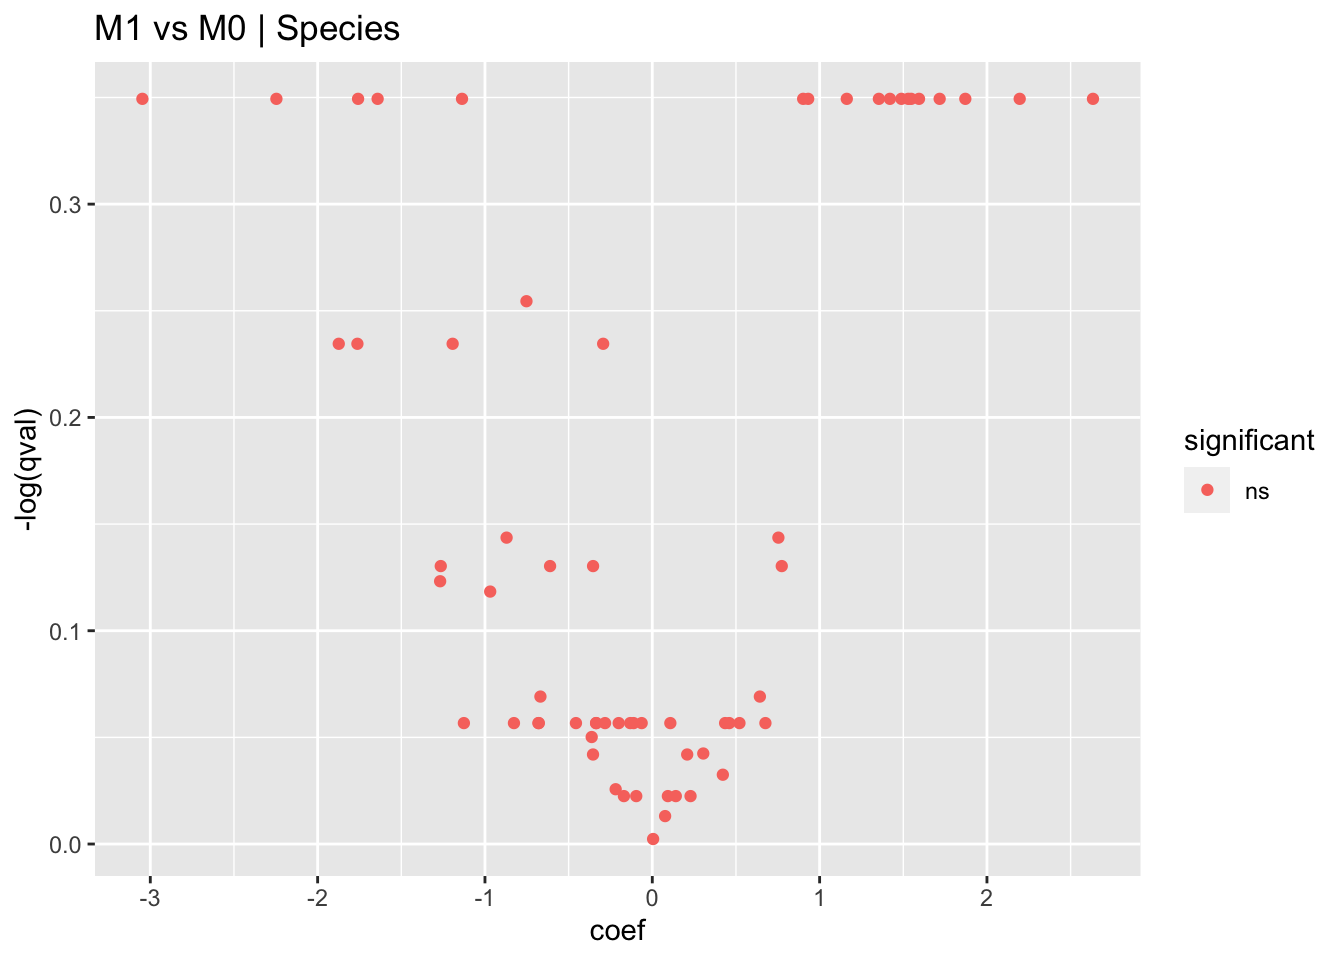 M1 vs M0 | Species
0.3
0.2
0.1
0.0
-log(qval)
-3
-2
-1
0
1
2
coef
significant
ns